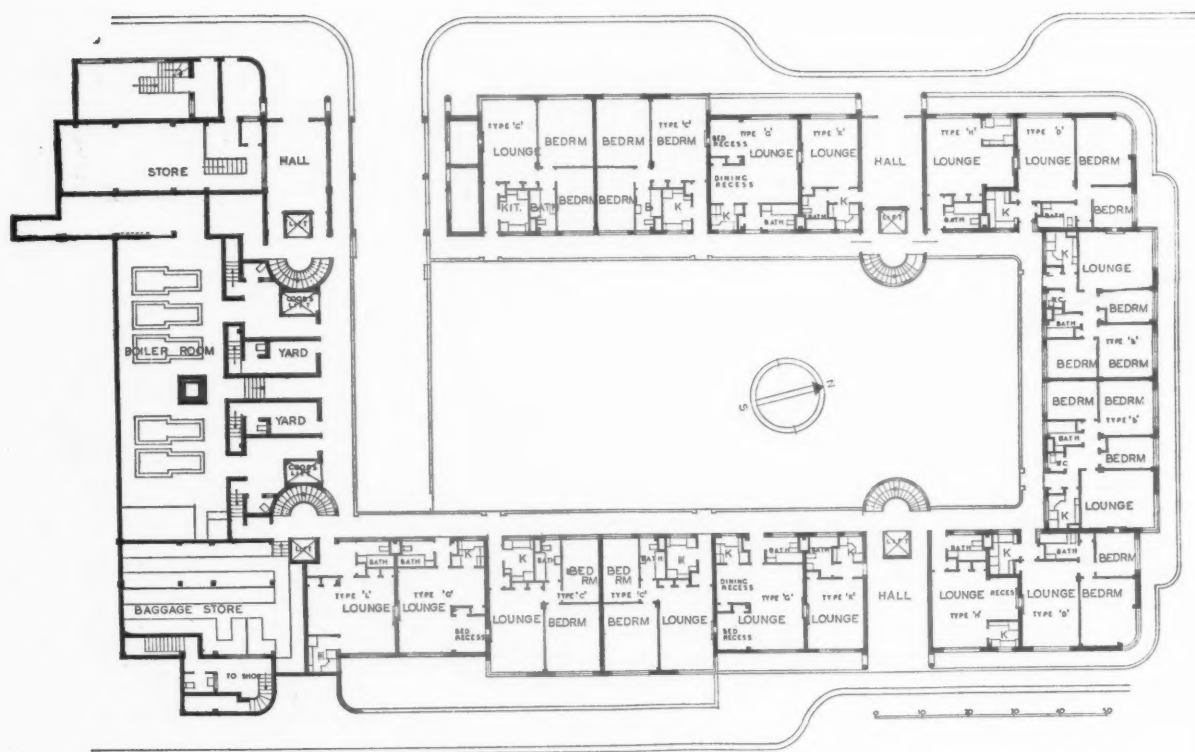 TYPE 'C'
LOUNGE
BEDRM
BEDRM
TYPE 'C'
BEDRM
BED RECESS
TYPE 'G'
LOUNGE
TYPE 'K'
LOUNGE
HALL
TYPE 'H'
LOUNGE
TYPE 'D'
LOUNGE
BEDRM
STORE
HALL
DINING RECESS
KIT.
BATH
BEDRM
BEDRM
B
K
K
BATH
BATH
K
LIFT
BATH
K
BATH
BEDRM
LIFT
K
LOUNGE
GOODS LIFT
W.C.
BATH
BEDRM
BOILER ROOM
YARD
BEDRM
TYPE 'B'
BEDRM
N
S
YARD
BEDRM
BEDRM
BATH
GOODS LIFT
W.C.
BEDRM
K
LOUNGE
LIFT
BATH
BATH
K
K
BATH
BED RM
BED RM
BATH
K
BATH
K
LIFT
BATH
K
BATH
BEDRM
BAGGAGE STORE
TYPE 'L'
LOUNGE
TYPE 'G'
LOUNGE
BED RECESS
LOUNGE
TYPE 'C'
BEDRM
TYPE 'C'
BEDRM
LOUNGE
DINING RECESS
TYPE 'G'
LOUNGE
BED RECESS
TYPE 'K'
LOUNGE
HALL
LOUNGE
TYPE 'H'
K
LOUNGE
TYPE 'D'
BEDRM
TO SHOP
0 10 20 30 40 50